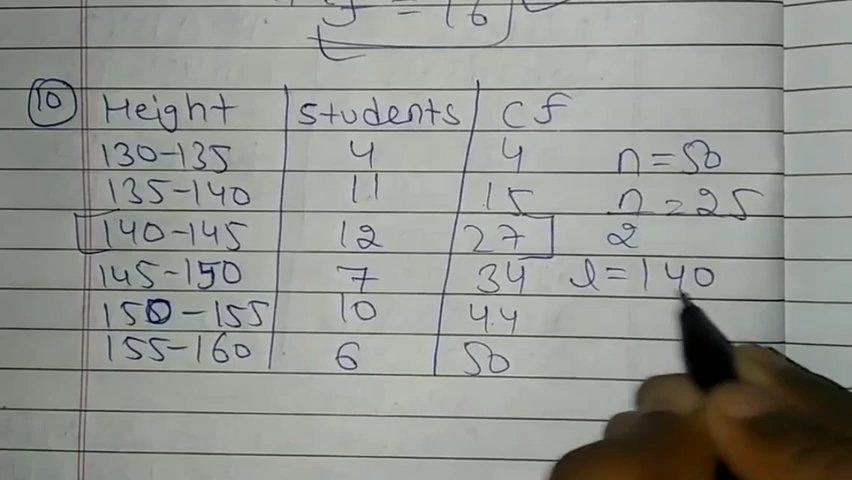 f = 16
10 Height Students cf
130-135 4 4 n = 50
135-140 11 15 n/2 = 25
140-145 12 27
145-150 7 34 l = 140
150-155 10 44
155-160 6 50